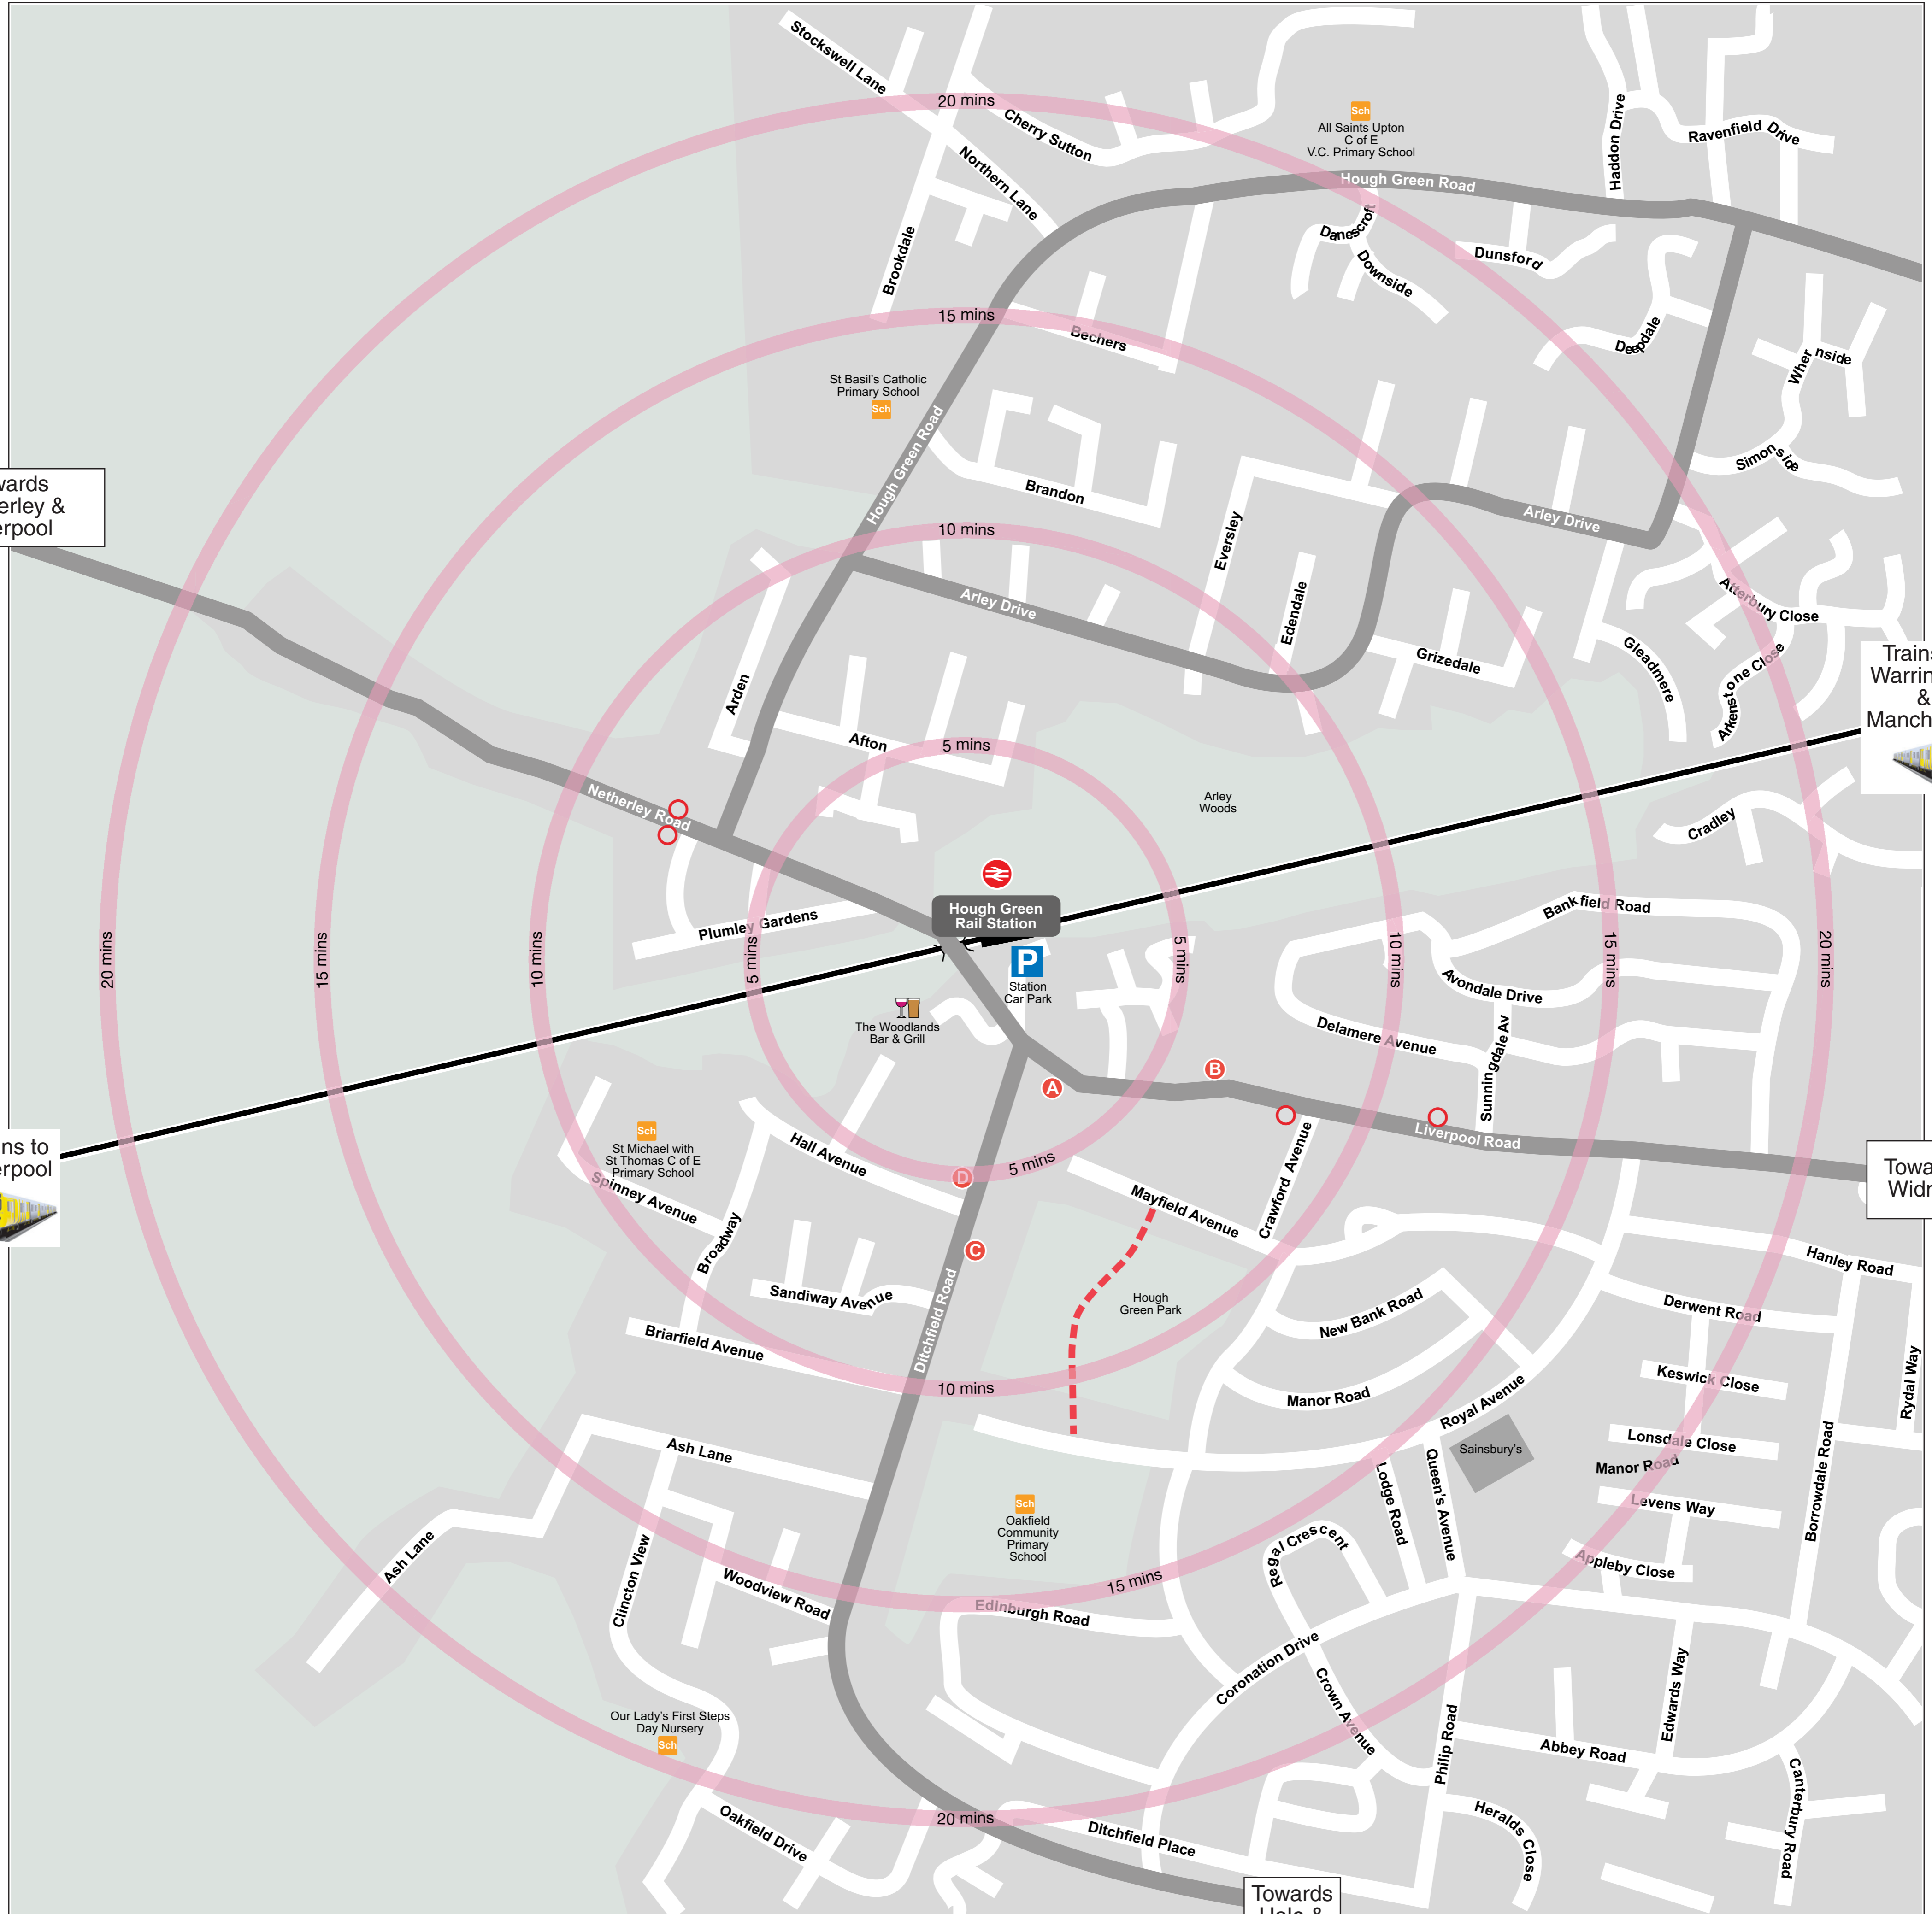 Stockswell Lane
20 mins
Cherry Sutton
Northern Lane
Brookdale
Sch
All Saints Upton
C of E
V.C. Primary School
Hough Green Road
Haddon Drive
Ravenfield Drive
Danescroft
Downside
Dunsford
Deepdale
Whernside
Simonside
15 mins
Bechers
St Basil's Catholic
Primary School
Sch
Hough Green Road
Brandon
Eversley
Arley Drive
10 mins
Arley Drive
Edendale
Grizedale
Atterbury Close
Gleadmere
Arkenstone Close
Arden
Afton
5 mins
Arley
Woods
Netherley Road
Cradley
Hough Green
Rail Station
Plumley Gardens
P
Station
Car Park
The Woodlands
Bar & Grill
20 mins
15 mins
10 mins
5 mins
5 mins
10 mins
15 mins
20 mins
Bankfield Road
Avondale Drive
Delamere Avenue
Sunningdale Av
A
B
Liverpool Road
Sch
St Michael with
St Thomas C of E
Primary School
Hall Avenue
Spinney Avenue
Broadway
D
5 mins
C
Mayfield Avenue
Crawford Avenue
Sandiway Avenue
Briarfield Avenue
Ditchfield Road
Hough
Green Park
10 mins
New Bank Road
Manor Road
Royal Avenue
Sainsbury's
Hanley Road
Derwent Road
Keswick Close
Lonsdale Close
Manor Road
Levens Way
Appleby Close
Borrowdale Road
Rydal Way
Ash Lane
Ash Lane
Clincton View
Woodview Road
Sch
Oakfield
Community
Primary
School
15 mins
Edinburgh Road
Lodge Road
Queen's Avenue
Regal Crescent
Coronation Drive
Crown Avenue
Philip Road
Edwards Way
Abbey Road
Canterbury Road
Heralds Close
Our Lady's First Steps
Day Nursery
Sch
Oakfield Drive
20 mins
Ditchfield Place
Towards